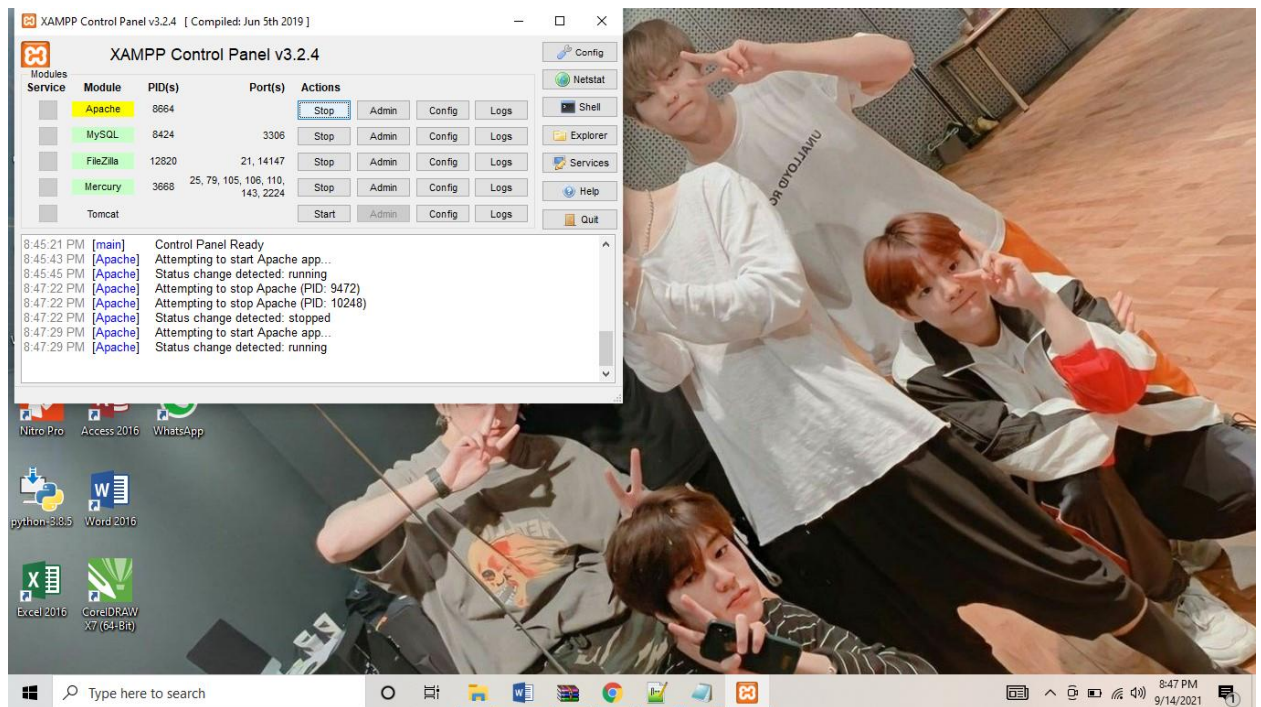 XAMPP Control Panel v3.2.4 [ Compiled: Jun 5th 2019 ]
XAMPP Control Panel v3.2.4
Modules
Service Module PID(s) Port(s) Actions
Apache 8664 Stop Admin Config Logs
MySQL 8424 3306 Stop Admin Config Logs
FileZilla 12820 21, 14147 Stop Admin Config Logs
Mercury 3668 25, 79, 105, 106, 110, 143, 2224 Stop Admin Config Logs
Tomcat Start Admin Config Logs
Config
Netstat
Shell
Explorer
Services
Help
Quit
8:45:21 PM [main] Control Panel Ready
8:45:43 PM [Apache] Attempting to start Apache app...
8:45:45 PM [Apache] Status change detected: running
8:47:22 PM [Apache] Attempting to stop Apache (PID: 9472)
8:47:22 PM [Apache] Attempting to stop Apache (PID: 10248)
8:47:22 PM [Apache] Status change detected: stopped
8:47:29 PM [Apache] Attempting to start Apache app...
8:47:29 PM [Apache] Status change detected: running
Nitro Pro Access 2016 WhatsApp
python-3.8.5 Word 2016
Excel 2016 CorelDRAW
X7 (64-Bit)
Type here to search
8:47 PM
9/14/2021
1